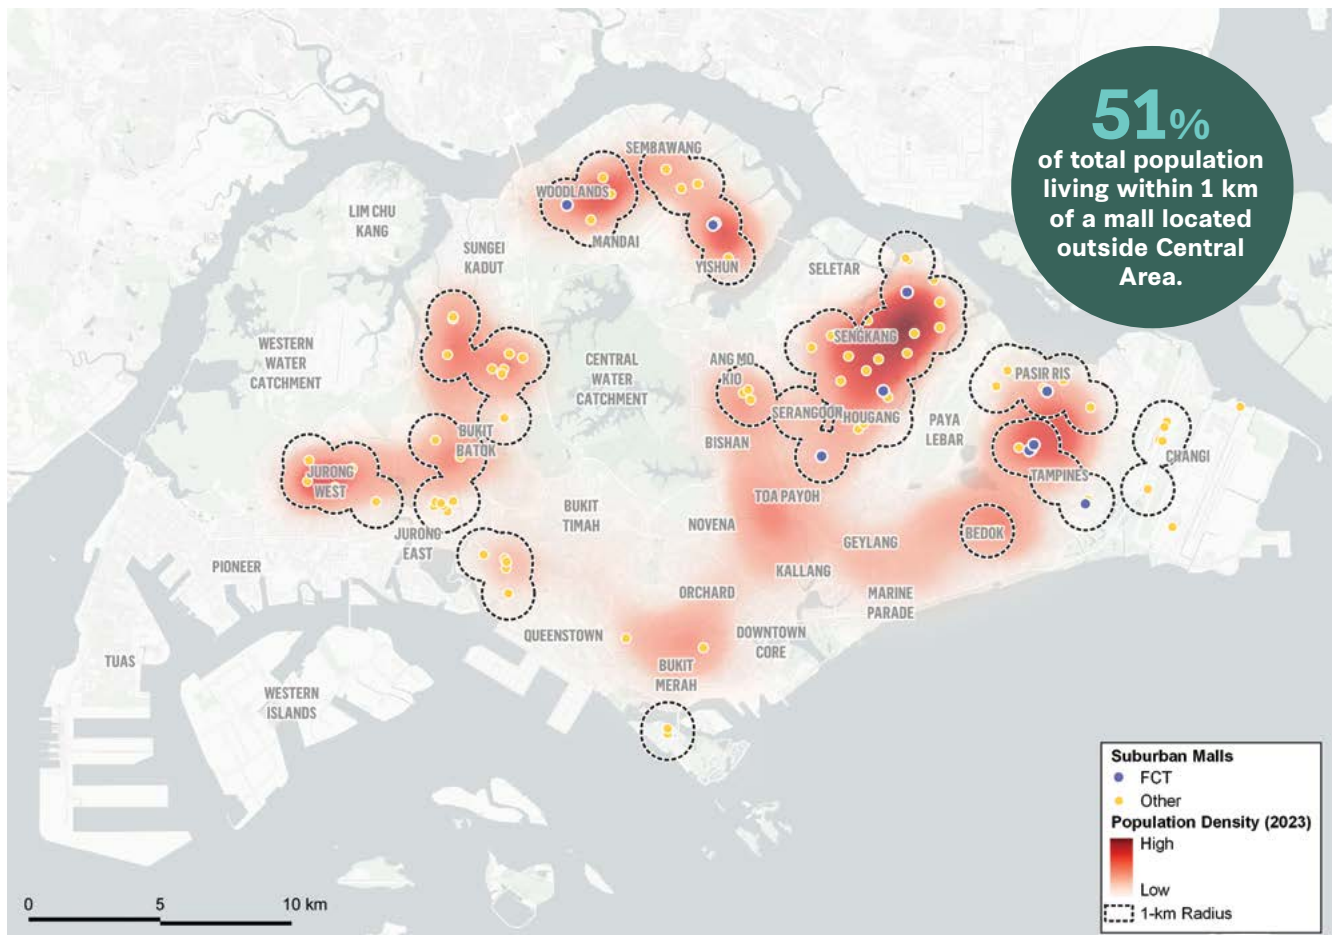 51%
of total population
living within 1 km
of a mall located
outside Central
Area.
SEMBAWANG
WOODLANDS
LIM CHU
KANG
MANDAI
SUNGEI
KADUT
YISHUN
SELETAR
WESTERN
WATER
CATCHMENT
CENTRAL
WATER
CATCHMENT
ANG MO
KIO
SENGKANG
PASIR RIS
SERANGOON
HOUGANG
PAYA
LEBAR
BUKIT
BATOK
BISHAN
CHANGI
JURONG
WEST
TAMPINES
TOA PAYOH
BUKIT
TIMAH
NOVENA
JURONG
EAST
GEYLANG
BEDOK
PIONEER
KALLANG
ORCHARD
MARINE
PARADE
QUEENSTOWN
DOWNTOWN
CORE
TUAS
BUKIT
MERAH
WESTERN
ISLANDS
Suburban Malls
FCT
Other
Population Density (2023)
High
Low
1-km Radius
0 5 10 km